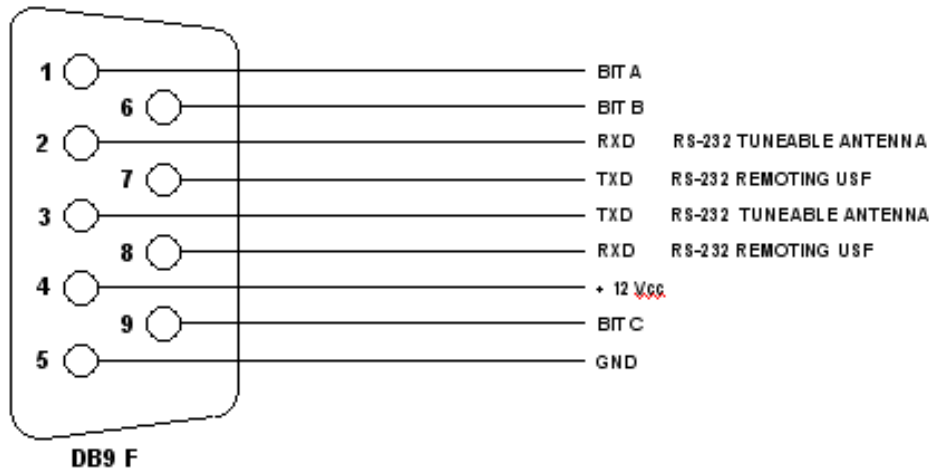 1 BIT A
6 BIT B
2 RXD RS-232 TUNEABLE ANTENNA
7 TXD RS-232 REMOTING USF
3 TXD RS-232 TUNEABLE ANTENNA
8 RXD RS-232 REMOTING USF
4 + 12 Vcc
9 BIT C
5 GND
DB9 F